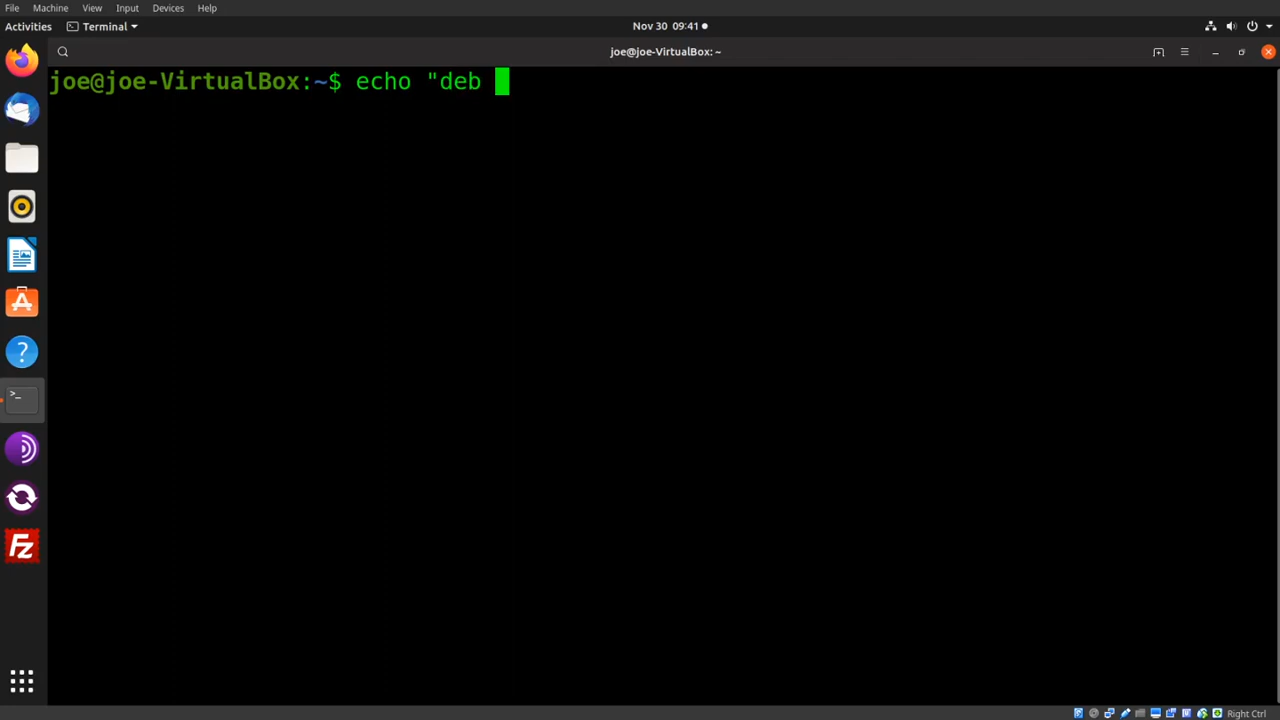 File Machine View Input Devices Help
Activities Terminal Nov 30 09:41
joe@joe-VirtualBox: ~
joe@joe-VirtualBox:~$ echo "deb
>_
Fz
Right Ctrl